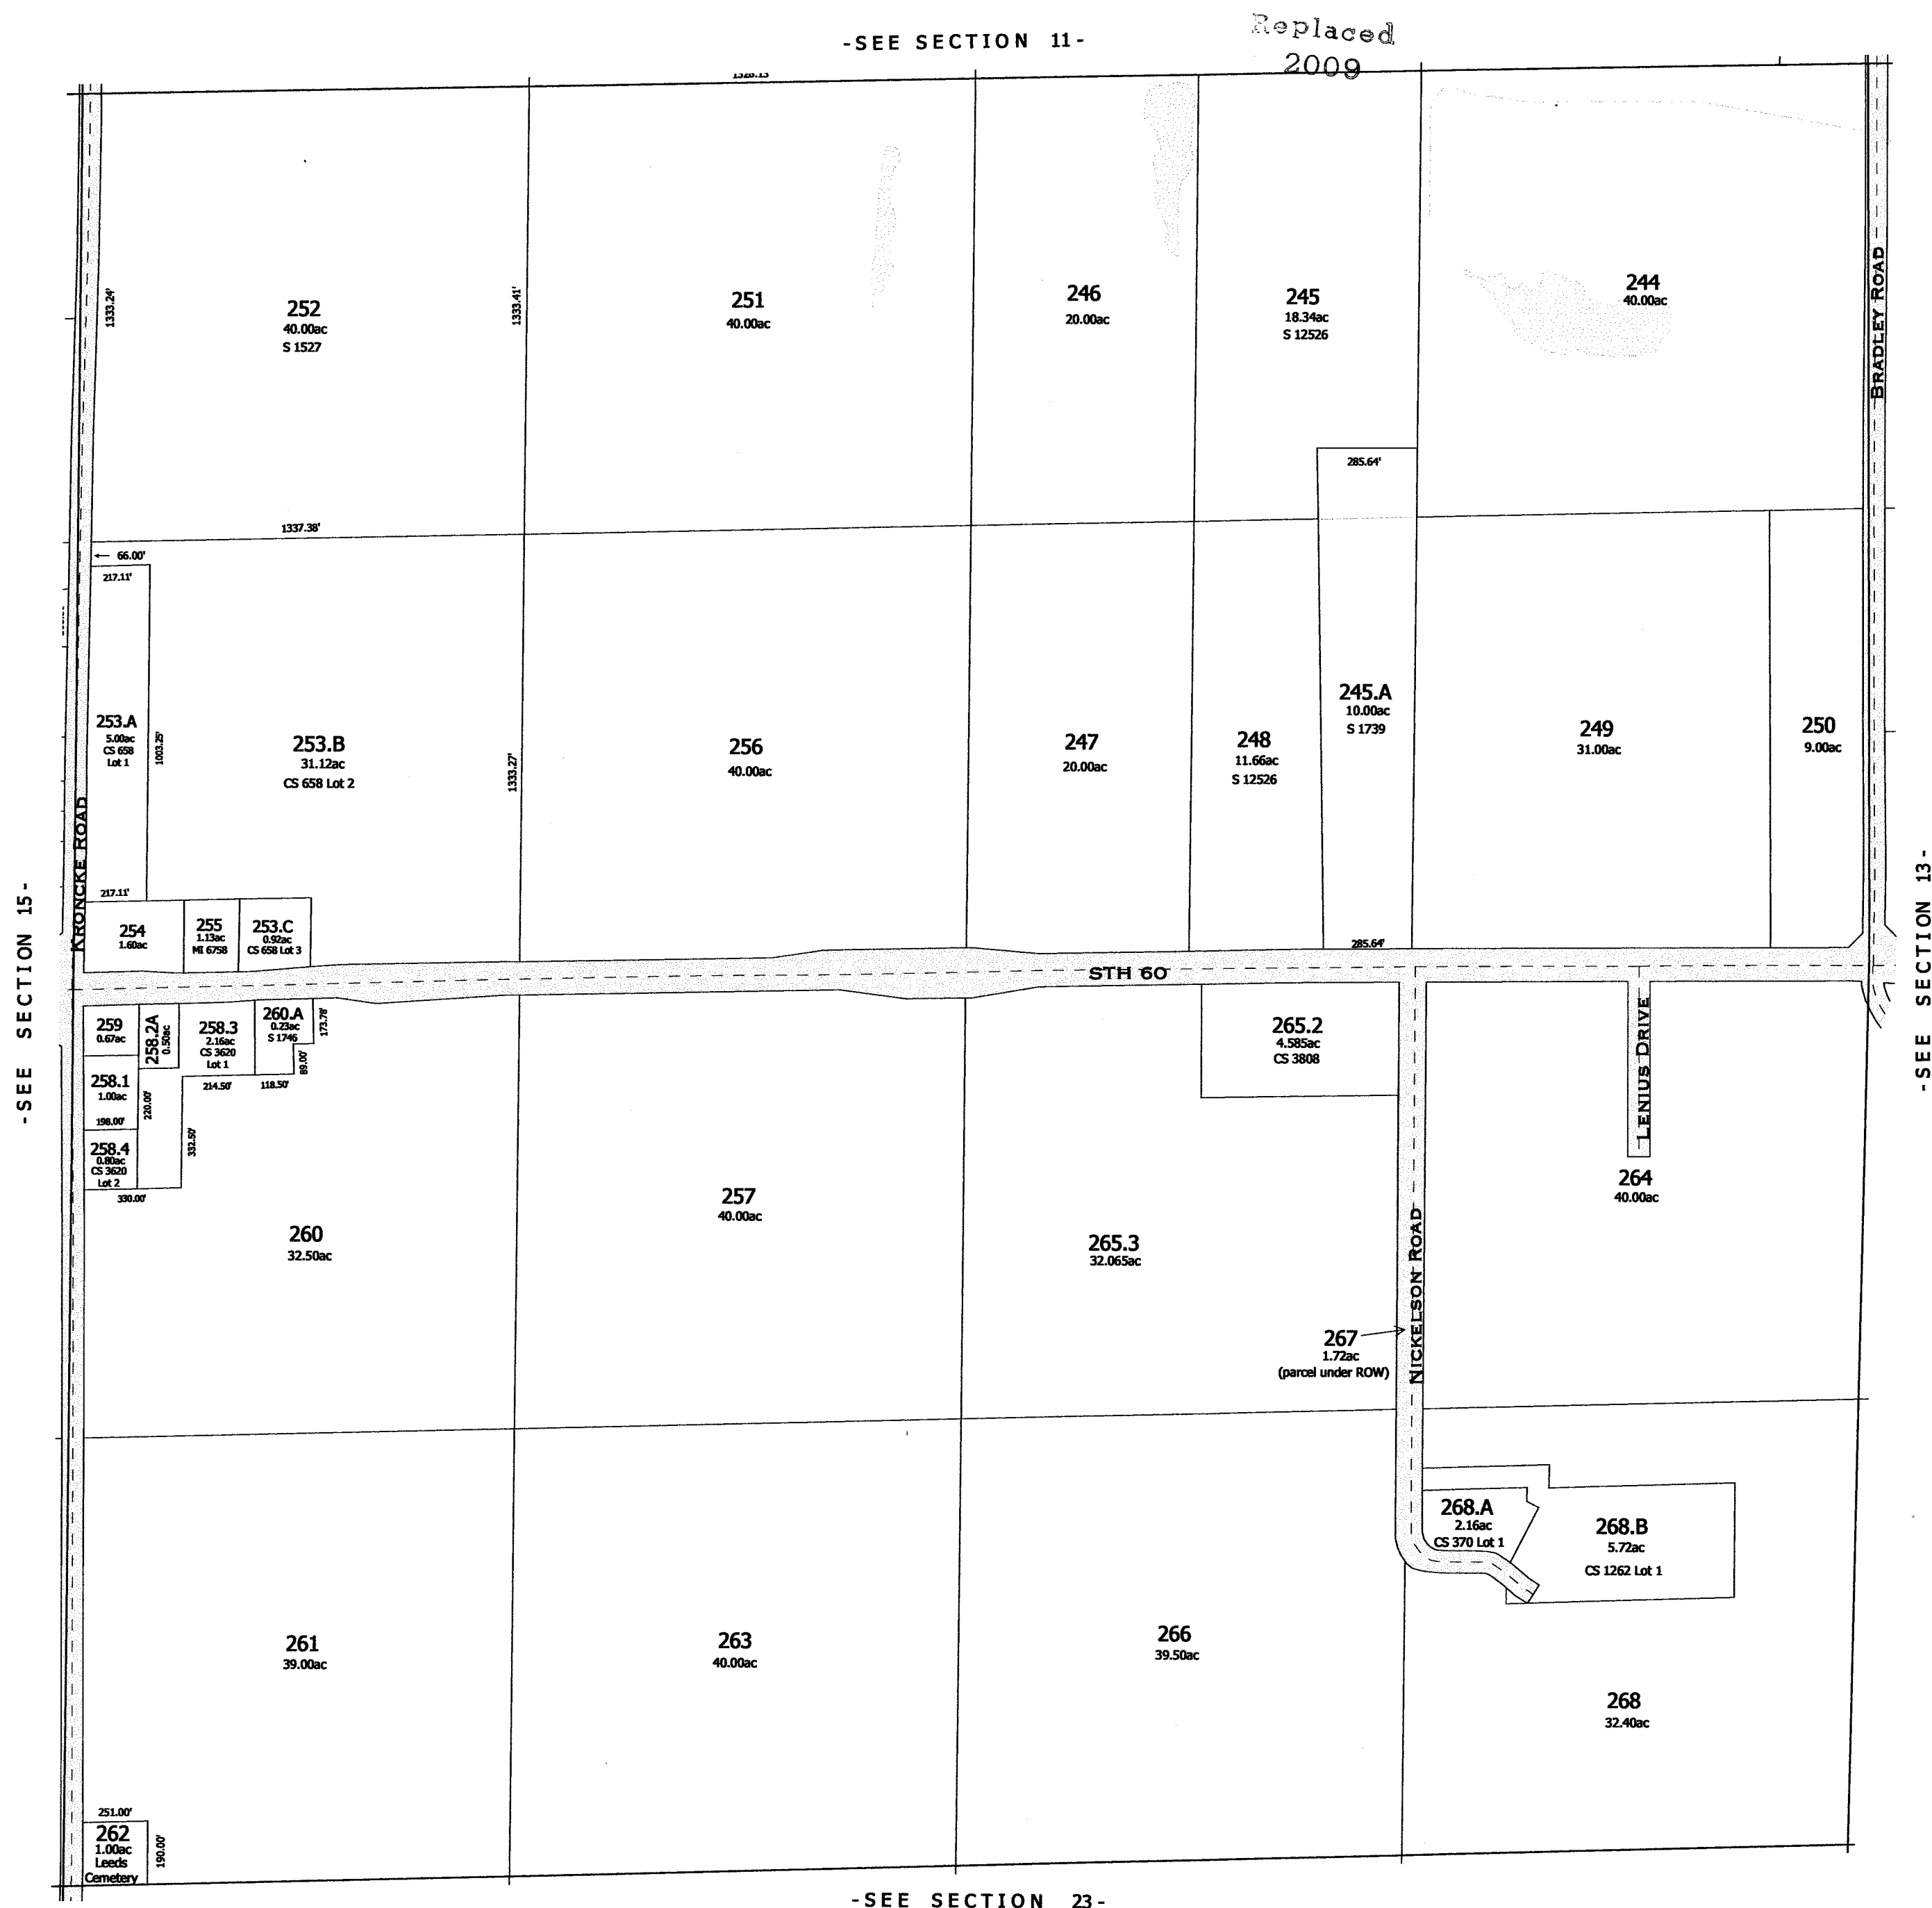 -SEE SECTION 11-
Replaced
2009
1326.13
1333.24'
252
40.00ac
S 1527
1333.41'
251
40.00ac
246
20.00ac
245
18.34ac
S 12526
244
40.00ac
BRADLEY ROAD
285.64'
1337.38'
66.00'
217.11'
253.A
5.00ac
CS 658
Lot 1
1003.25'
253.B
31.12ac
CS 658 Lot 2
1333.27'
256
40.00ac
247
20.00ac
248
11.66ac
S 12526
245.A
10.00ac
S 1739
249
31.00ac
250
9.00ac
KRONCKE ROAD
217.11'
254
1.60ac
255
1.13ac
MI 6758
253.C
0.92ac
CS 658 Lot 3
285.64'
-SEE SECTION 15-
-SEE SECTION 13-
STH 60
259
0.67ac
258.2A
0.50ac
258.3
2.16ac
CS 3620
Lot 1
260.A
0.23ac
S 1746
173.78'
89.00'
214.50'
118.50'
258.1
1.00ac
198.00'
220.00'
332.50'
258.4
0.80ac
CS 3620
Lot 2
330.00'
265.2
4.585ac
CS 3808
LENIUS DRIVE
264
40.00ac
260
32.50ac
257
40.00ac
265.3
32.065ac
NICKELSON ROAD
267
1.72ac
(parcel under ROW)
268.A
2.16ac
CS 370 Lot 1
268.B
5.72ac
CS 1262 Lot 1
261
39.00ac
263
40.00ac
266
39.50ac
268
32.40ac
251.00'
262
1.00ac
Leeds
Cemetery
190.00'
-SEE SECTION 23-